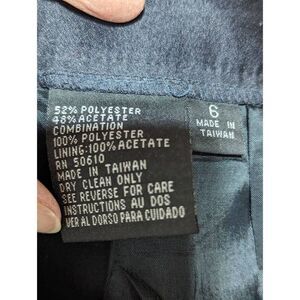 52% POLYESTER
48% ACETATE
COMBINATION
100% POLYESTER
LINING:100% ACETATE
RN 50610
MADE IN TAIWAN
DRY CLEAN ONLY
SEE REVERSE FOR CARE
INSTRUCTIONS AU DOS
VER AL DORSO PARA CUIDADO
6
MADE IN
TAIWAN